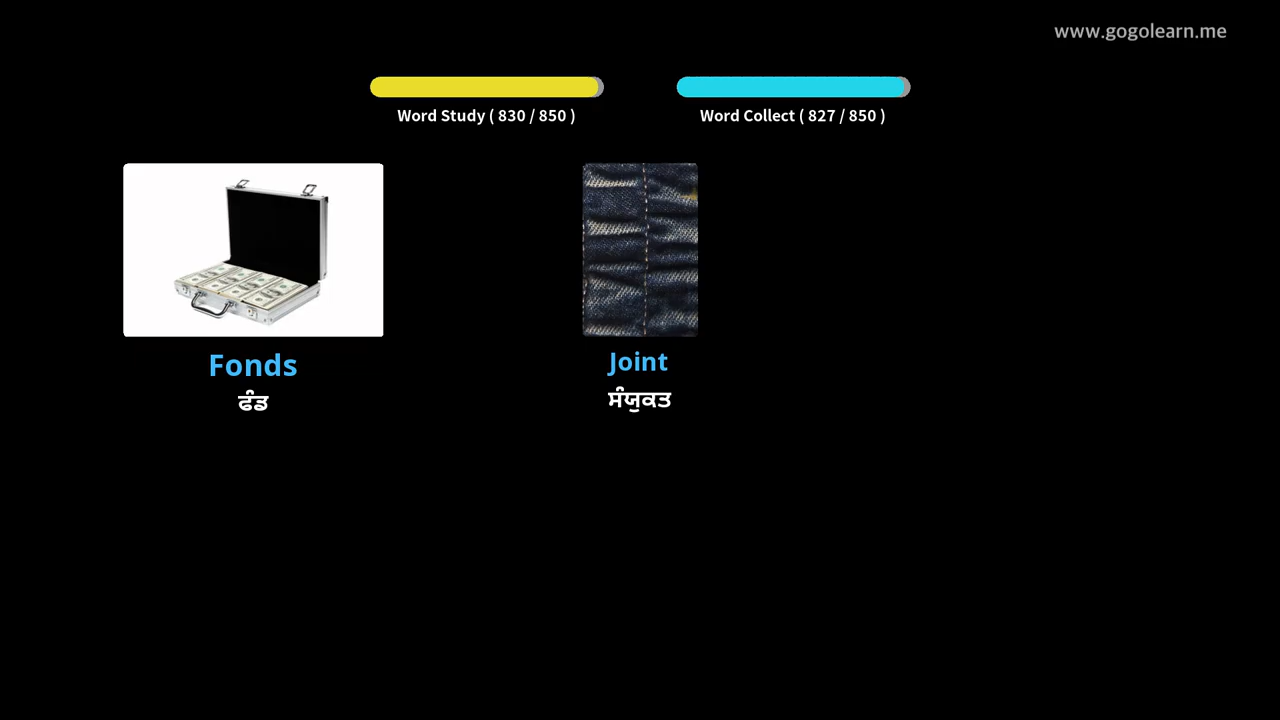 www.gogolearn.me
Word Study ( 830 / 850 )
Word Collect ( 827 / 850 )
Fonds
ਫੰਡ
Joint
ਸੰਯੁਕਤ